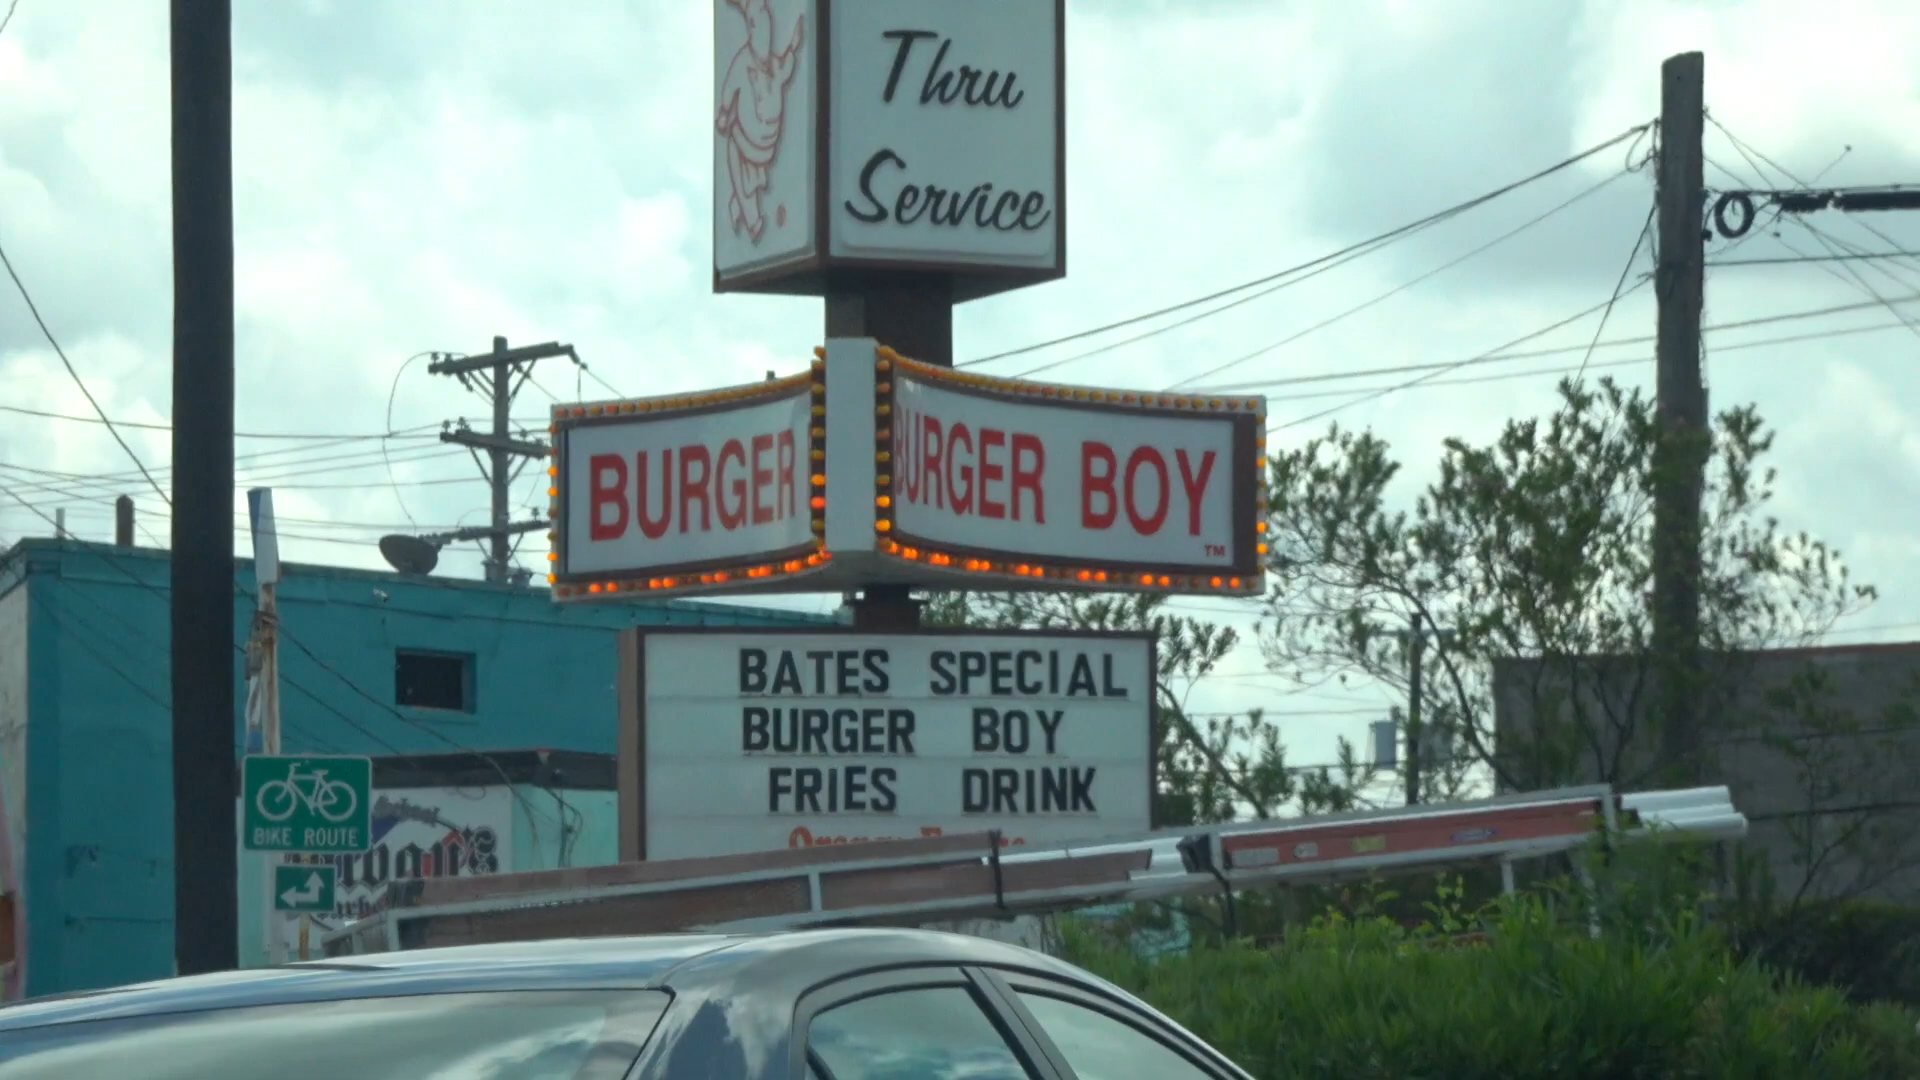 Thru
Service
BURGER
BURGER BOY
TM
BATES SPECIAL
BURGER BOY
FRIES DRINK
BIKE ROUTE